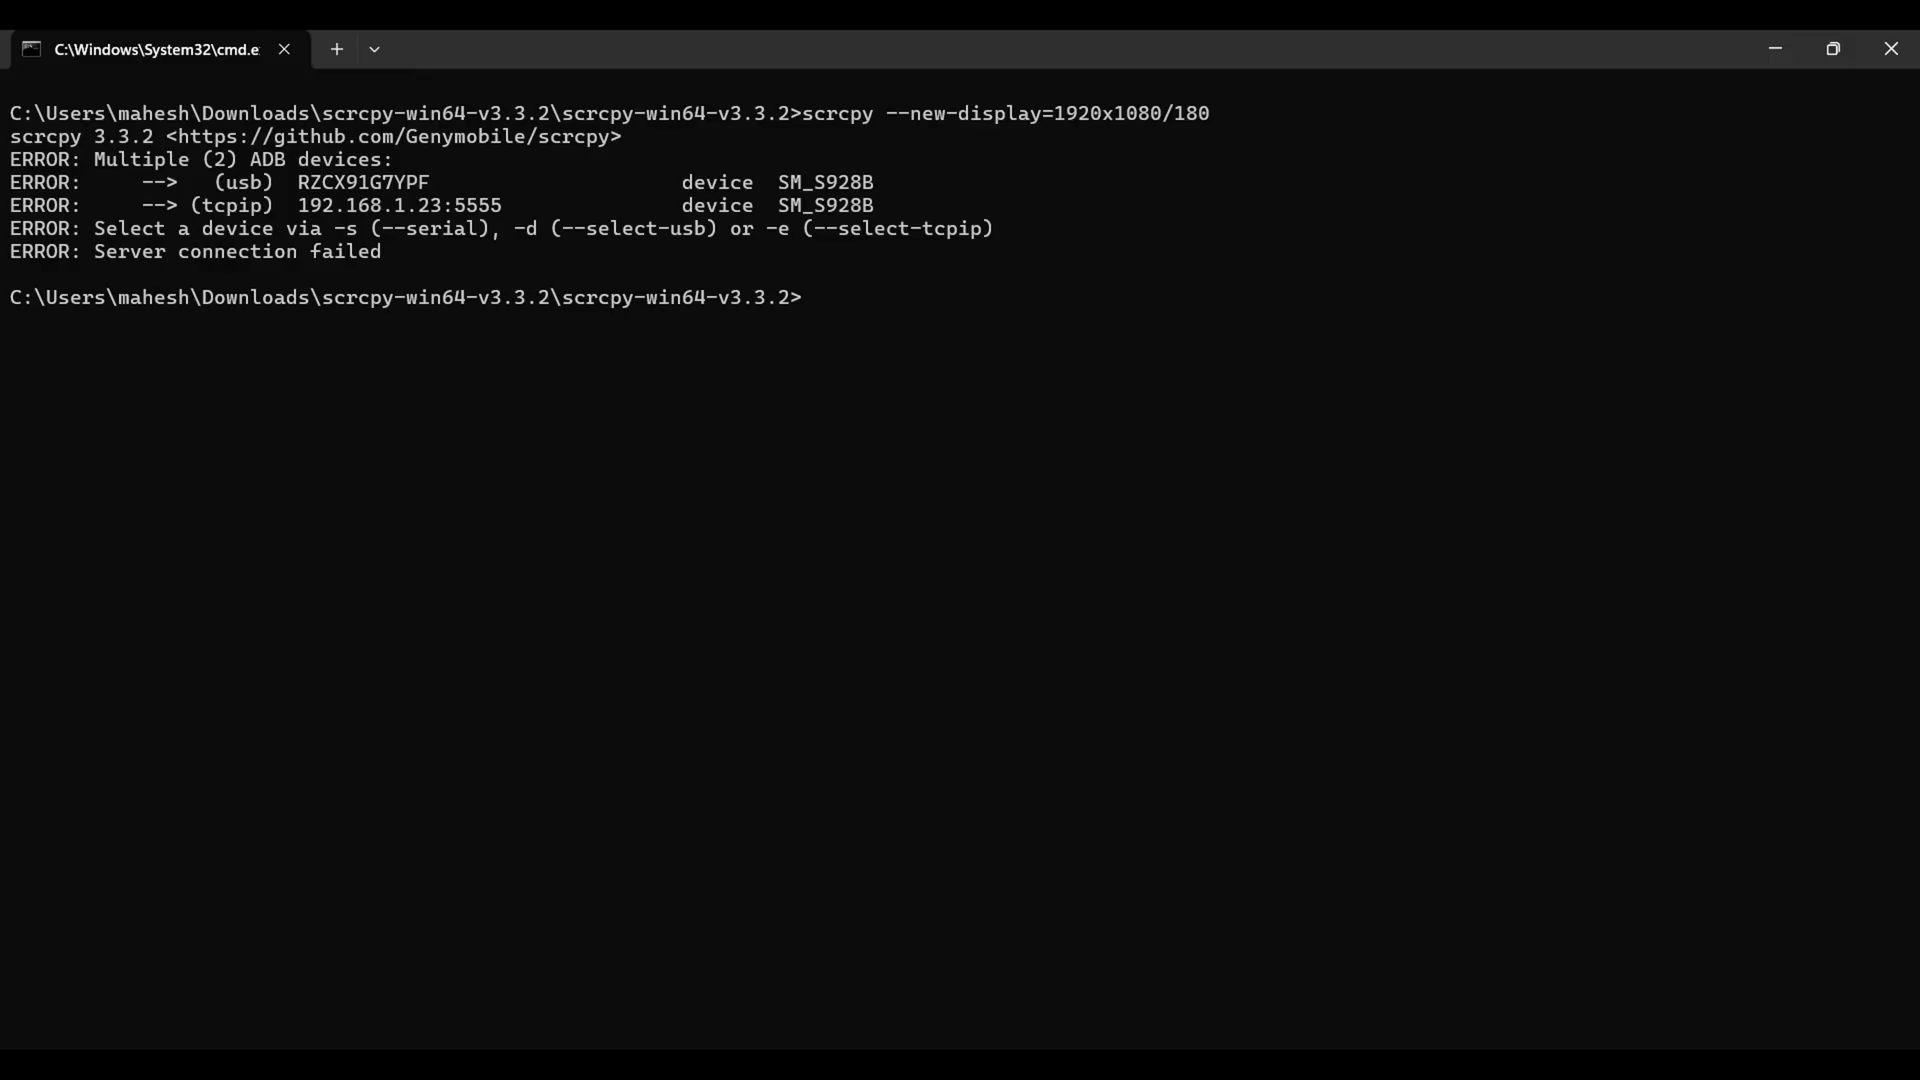 C:\Windows\System32\cmd.e
C:\Users\mahesh\Downloads\scrcpy-win64-v3.3.2\scrcpy-win64-v3.3.2>scrcpy --new-display=1920x1080/180
scrcpy 3.3.2 <https://github.com/Genymobile/scrcpy>
ERROR: Multiple (2) ADB devices:
ERROR:     -->   (usb)  RZCX91G7YPF                     device  SM_S928B
ERROR:     --> (tcpip)  192.168.1.23:5555               device  SM_S928B
ERROR: Select a device via -s (--serial), -d (--select-usb) or -e (--select-tcpip)
ERROR: Server connection failed
C:\Users\mahesh\Downloads\scrcpy-win64-v3.3.2\scrcpy-win64-v3.3.2>